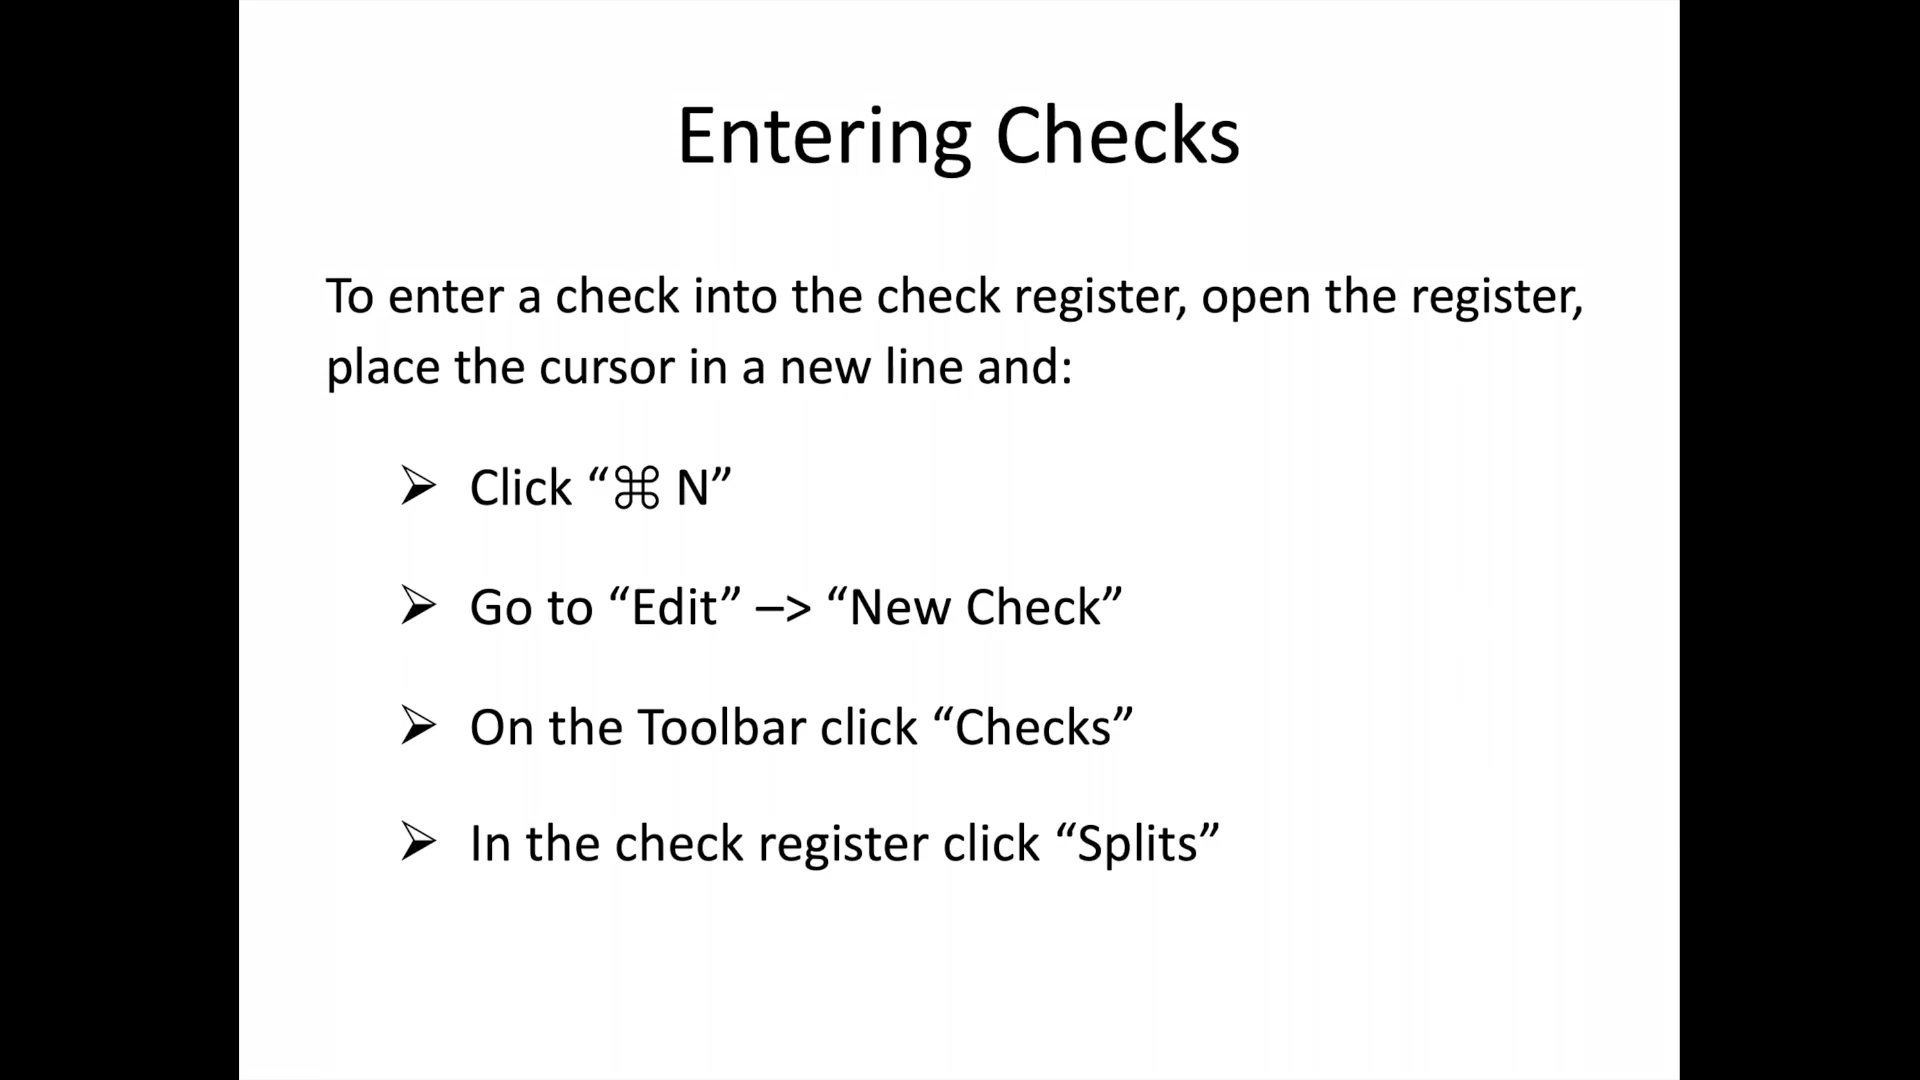 Entering Checks
To enter a check into the check register, open the register,
place the cursor in a new line and:
➢ Click “⌘ N”
➢ Go to “Edit” –> “New Check”
➢ On the Toolbar click “Checks”
➢ In the check register click “Splits”